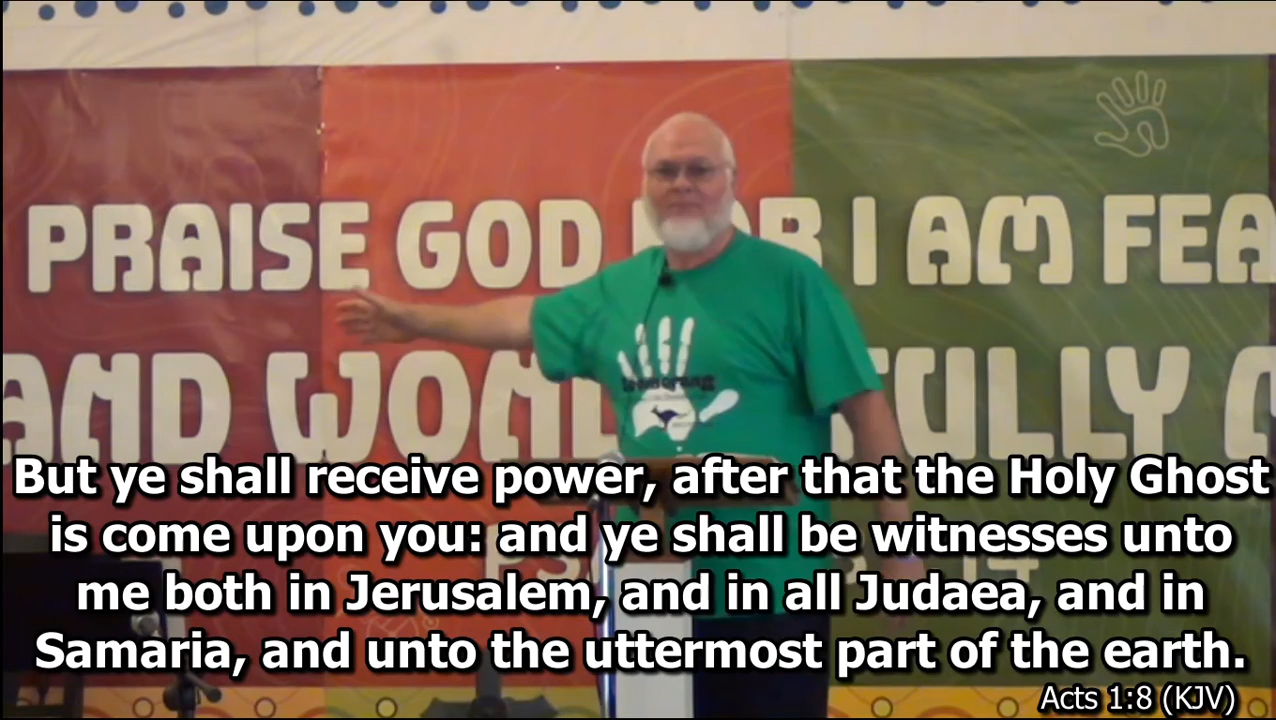 PRAISE GOD FOR I AM FEA
AND WONDERFULLY M
But ye shall receive power, after that the Holy Ghost
is come upon you: and ye shall be witnesses unto
me both in Jerusalem, and in all Judaea, and in
Samaria, and unto the uttermost part of the earth.
Acts 1:8 (KJV)